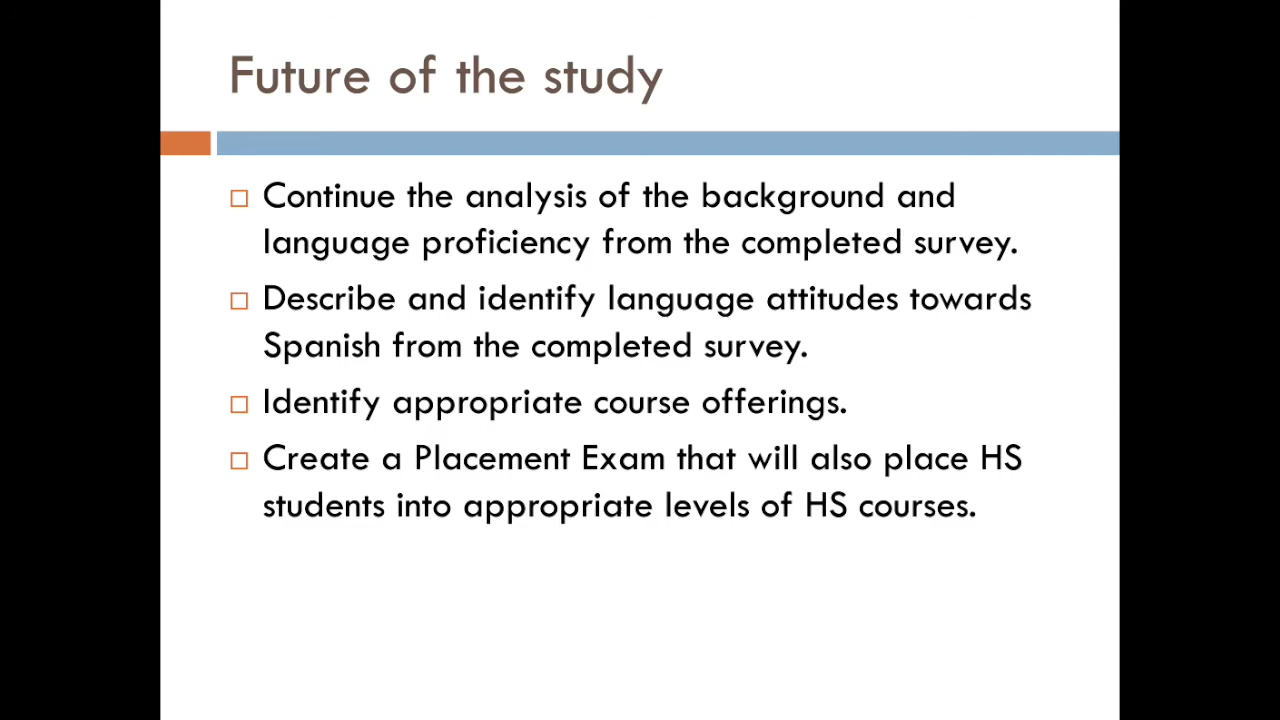 Future of the study
Continue the analysis of the background and
language proficiency from the completed survey.
Describe and identify language attitudes towards
Spanish from the completed survey.
Identify appropriate course offerings.
Create a Placement Exam that will also place HS
students into appropriate levels of HS courses.